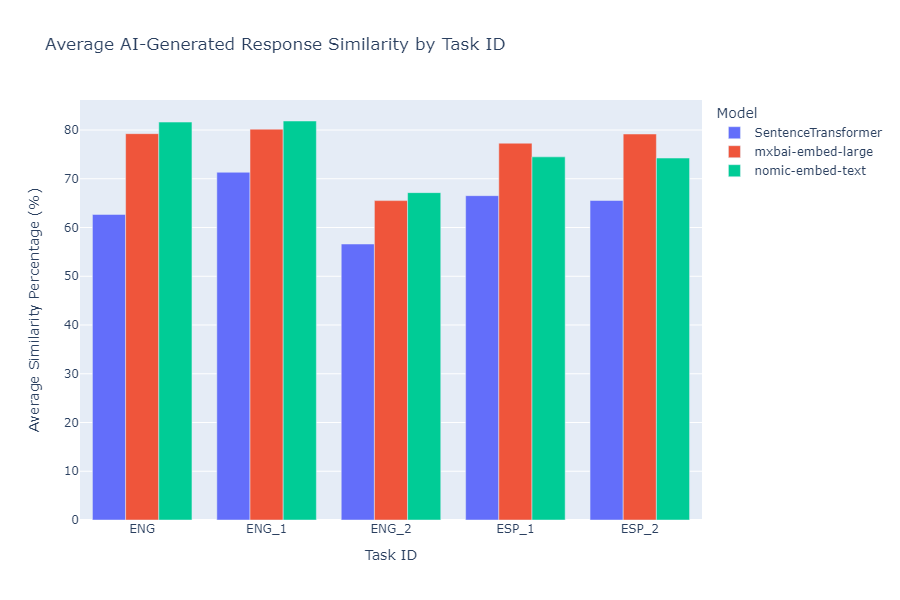 Average AI-Generated Response Similarity by Task ID
Model
SentenceTransformer
mxbai-embed-large
nomic-embed-text
Average Similarity Percentage (%)
80
70
60
50
40
30
20
10
0
ENG
ENG_1
ENG_2
ESP_1
ESP_2
Task ID